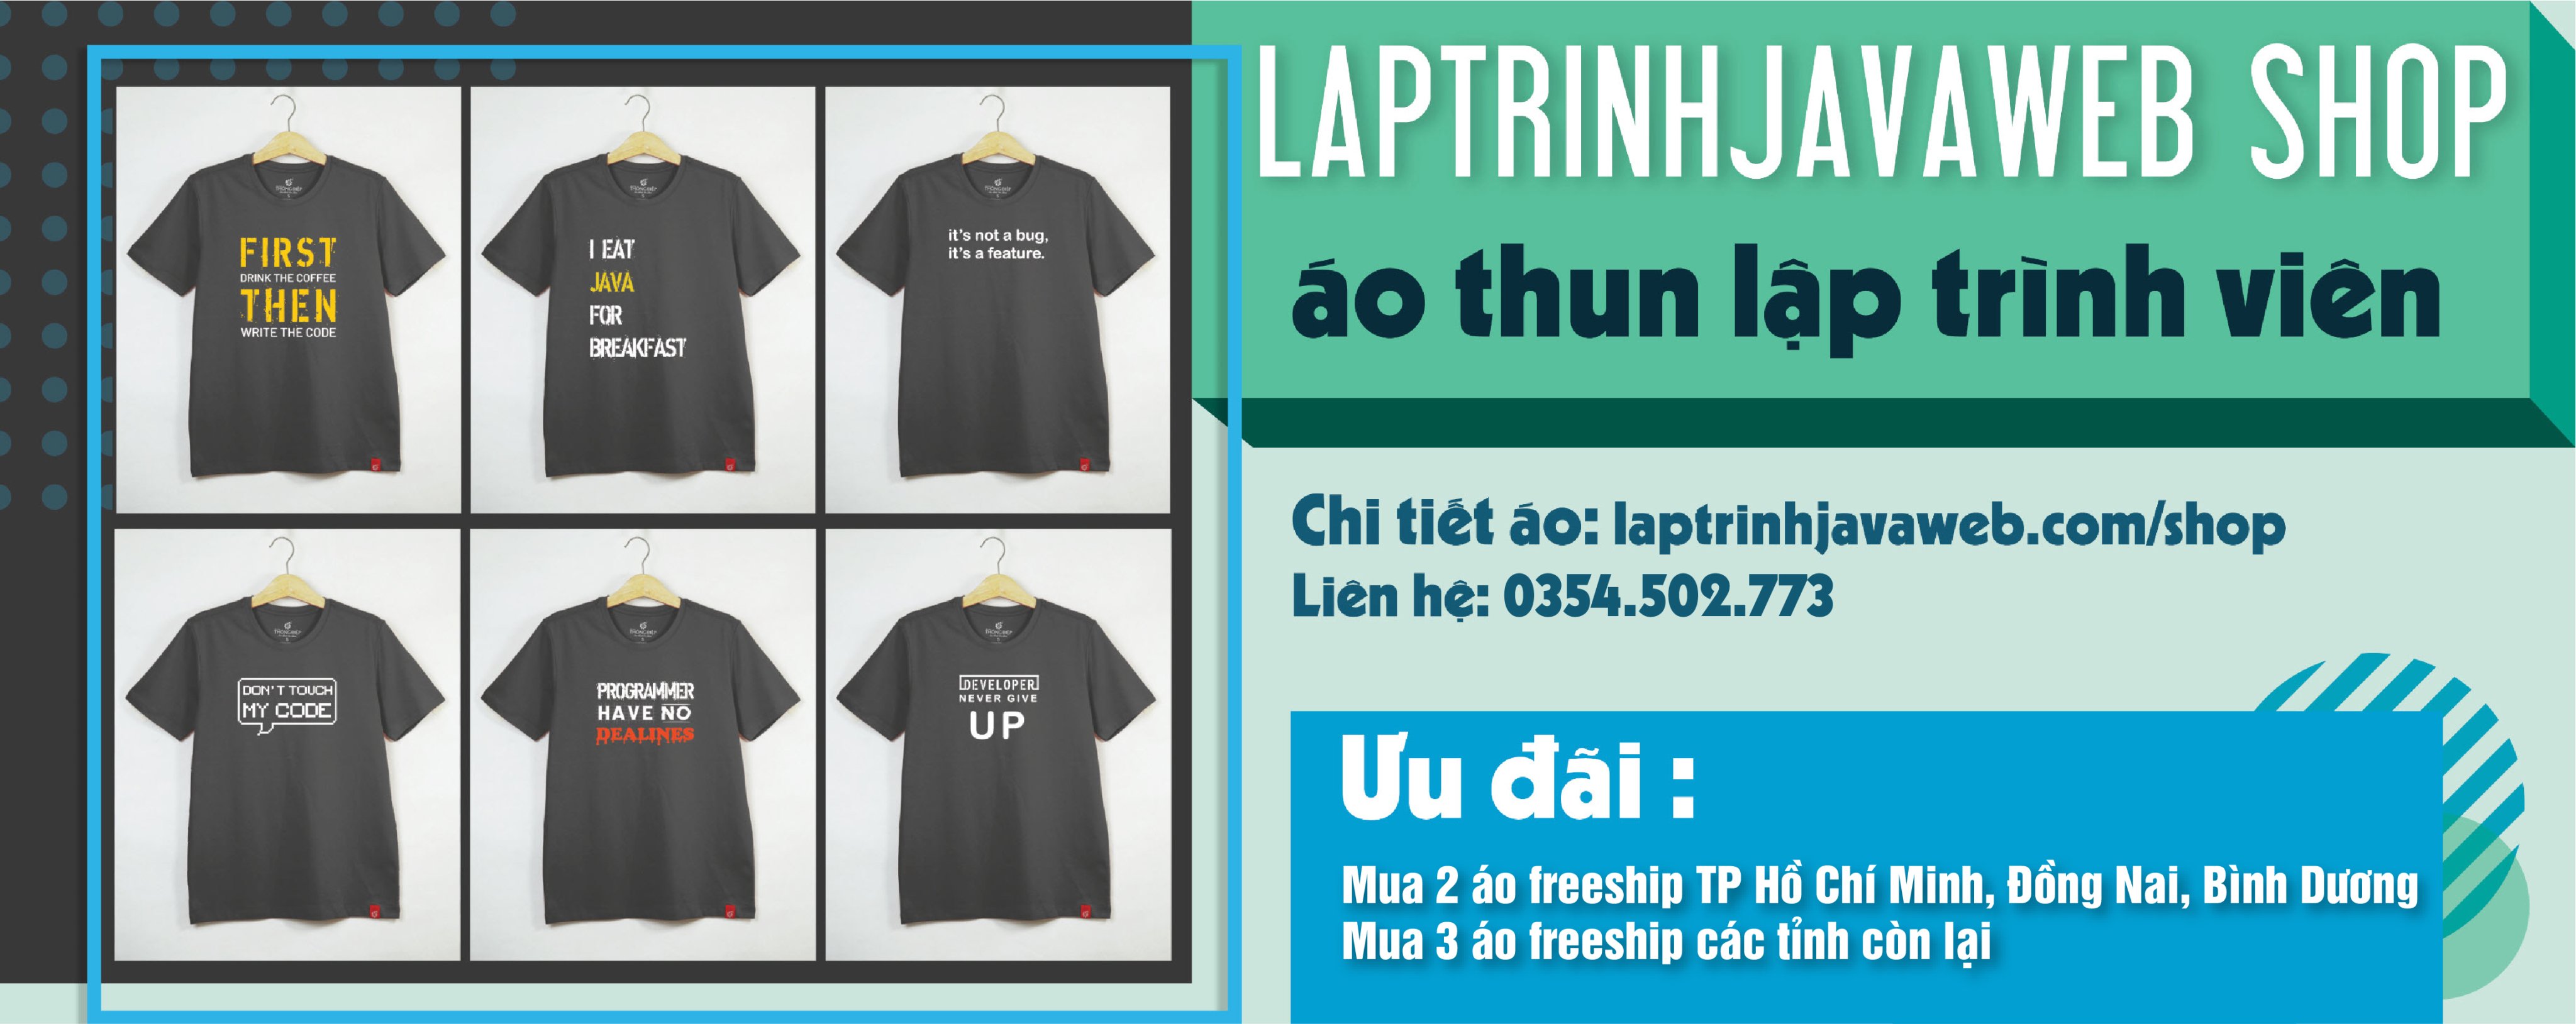 FIRST
DRINK THE COFFEE
THEN
WRITE THE CODE
I EAT
JAVA
FOR
BREAKFAST
it's not a bug,
it's a feature.
DON'T TOUCH
MY CODE
PROGRAMMER
HAVE NO
DEALINES
DEVELOPER
NEVER GIVE
UP
LAPTRINHJAVAWEB SHOP
áo thun lập trình viên
Chi tiết áo: laptrinhjavaweb.com/shop
Liên hệ: 0354.502.773
Ưu đãi :
Mua 2 áo freeship TP Hồ Chí Minh, Đồng Nai, Bình Dương
Mua 3 áo freeship các tỉnh còn lại